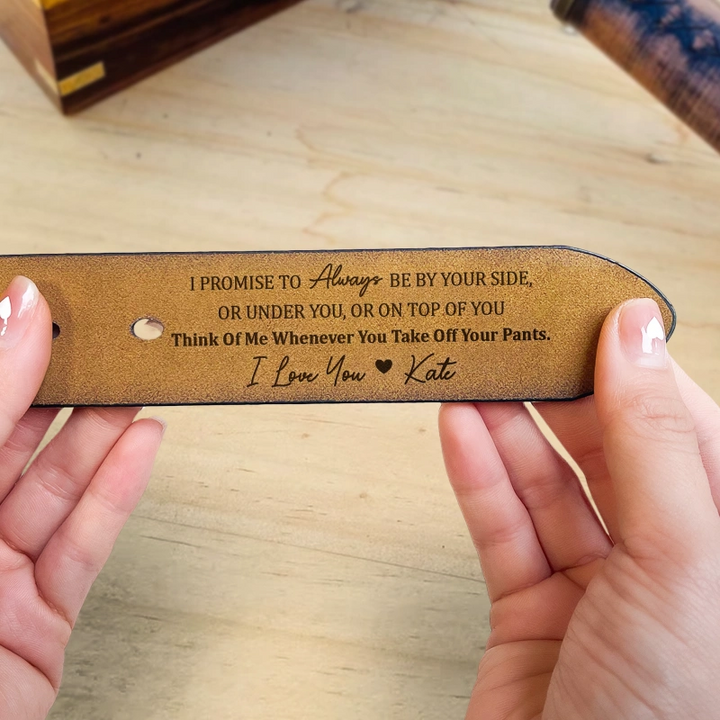 I PROMISE TO Always BE BY YOUR SIDE,
OR UNDER YOU, OR ON TOP OF YOU
Think Of Me Whenever You Take Off Your Pants.
I Love You ♥ Kate